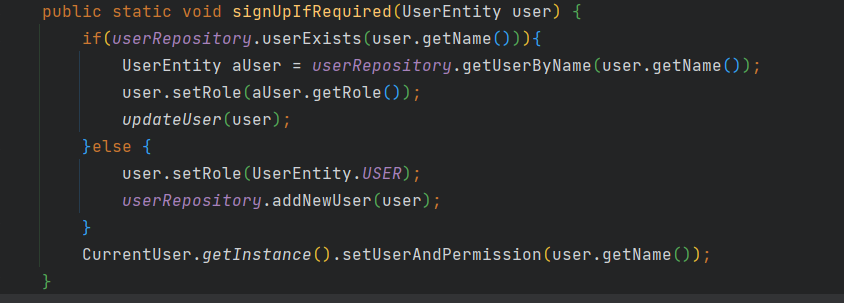 public static void signUpIfRequired(UserEntity user) {
if(userRepository.userExists(user.getName())){
UserEntity aUser = userRepository.getUserByName(user.getName());
user.setRole(aUser.getRole());
updateUser(user);
}else {
user.setRole(UserEntity.USER);
userRepository.addNewUser(user);
}
CurrentUser.getInstance().setUserAndPermission(user.getName());
}